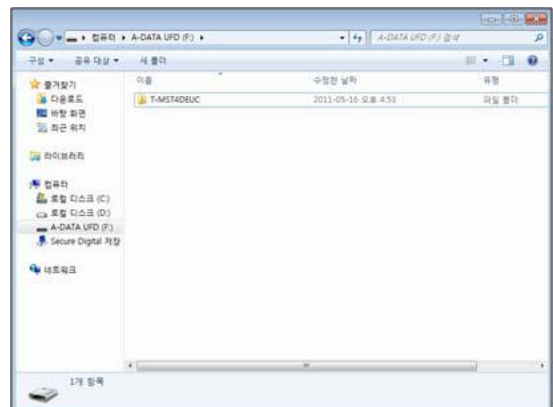 컴퓨터 ▸ A-DATA UFD (F:) ▸
A-DATA UFD (F:) 검색
구성 공유 대상 새 폴더
즐겨찾기
다운로드
바탕 화면
최근 위치
라이브러리
컴퓨터
로컬 디스크 (C:)
로컬 디스크 (D:)
A-DATA UFD (F:)
Secure Digital 저장
네트워크
이름 수정한 날짜 유형
T-MST4DEUC 2011-05-16 오후 4:53 파일 폴더
1개 항목